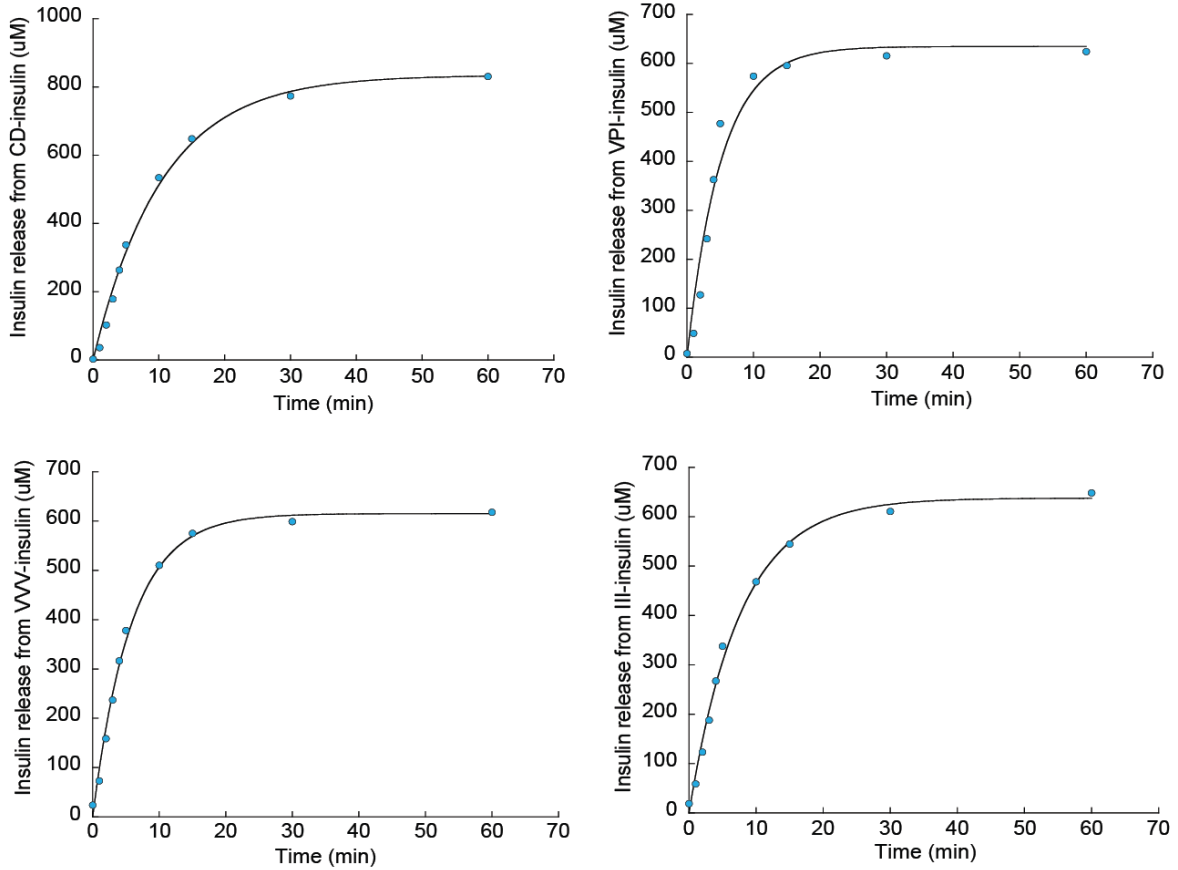 Insulin release from CD-insulin (uM)
1000
800
600
400
200
0
0 10 20 30 40 50 60 70
Time (min)
Insulin release from VPI-insulin (uM)
700
600
500
400
300
200
100
0
0 10 20 30 40 50 60 70
Time (min)
Insulin release from VVV-insulin (uM)
700
600
500
400
300
200
100
0
0 10 20 30 40 50 60 70
Time (min)
Insulin release from III-insulin (uM)
700
600
500
400
300
200
100
0
0 10 20 30 40 50 60 70
Time (min)